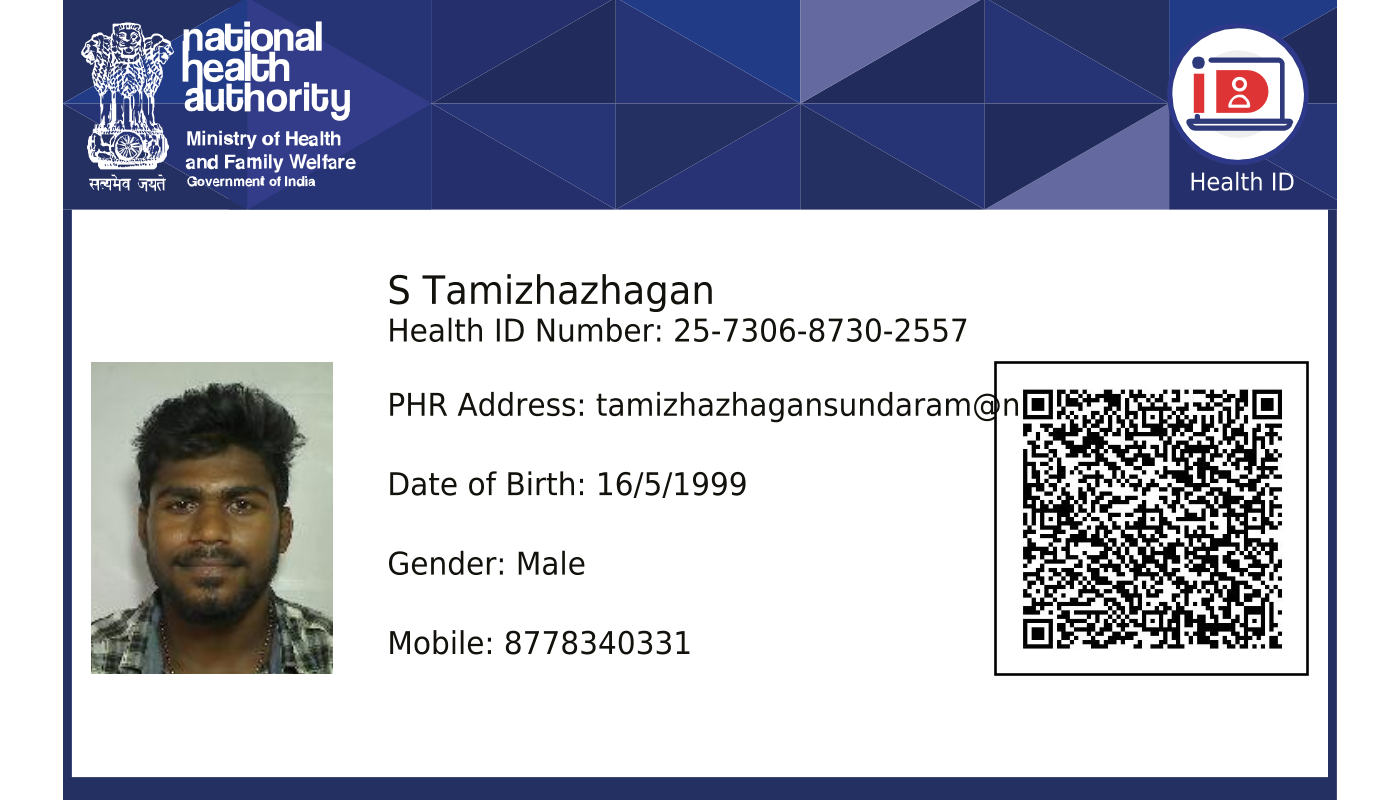 national
health
authority
Ministry of Health
and Family Welfare
Government of India
सत्यमेव जयते
Health ID
S Tamizhazhagan
Health ID Number: 25-7306-8730-2557
PHR Address: tamizhazhagansundaram@n
Date of Birth: 16/5/1999
Gender: Male
Mobile: 8778340331